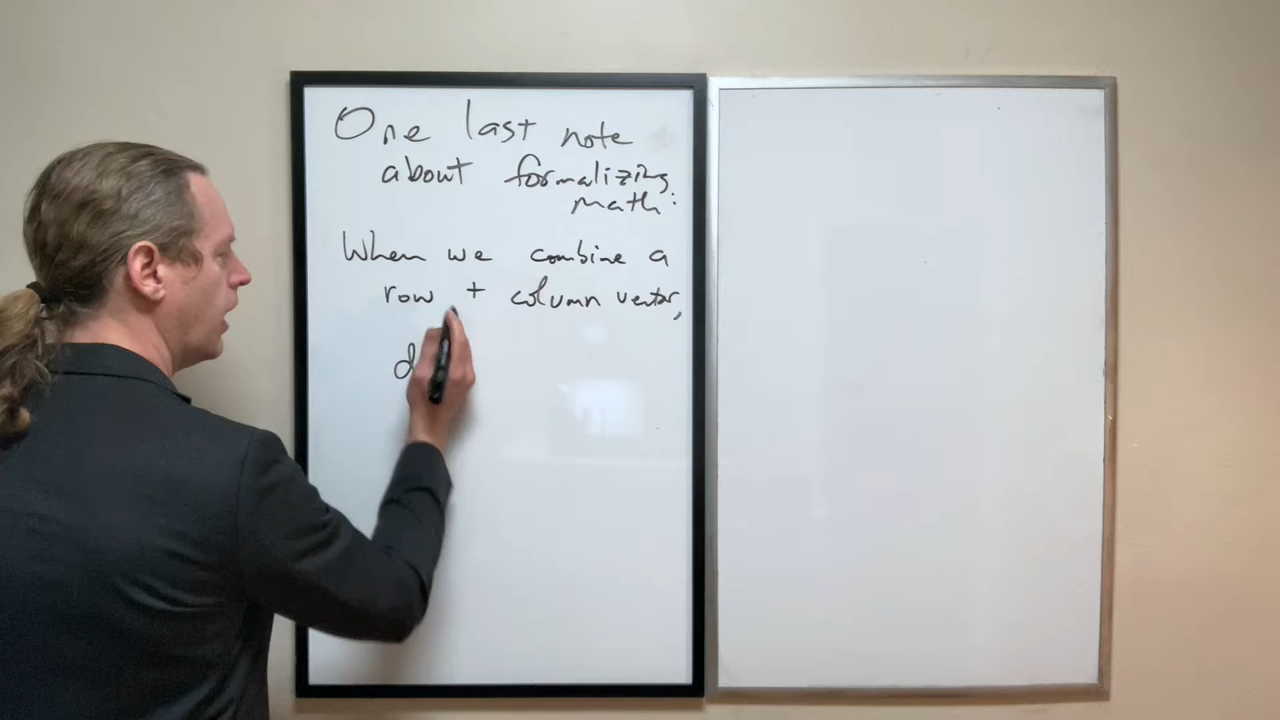 One last note
about formalizing
math:
When we combine a
row + column vector,
d